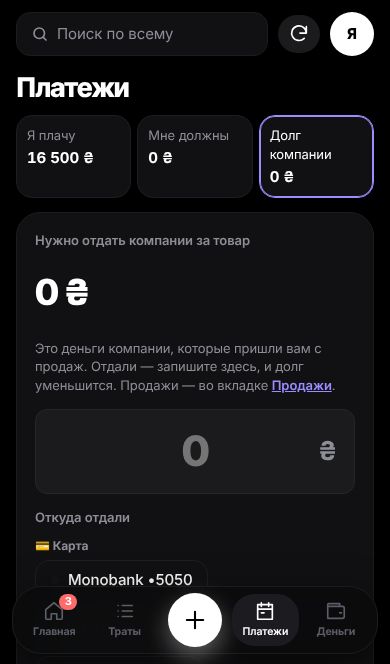 Поиск по всему
Я
Платежи
Я плачу
16 500 ₴
Мне должны
0 ₴
Долг
компании
0 ₴
Нужно отдать компании за товар
0 ₴
Это деньги компании, которые пришли вам с
продаж. Отдали — запишите здесь, и долг
уменьшится. Продажи — во вкладке Продажи.
0 ₴
Откуда отдали
💳 Карта
Monobank •5050
3
Главная
Траты
Платежи
Деньги